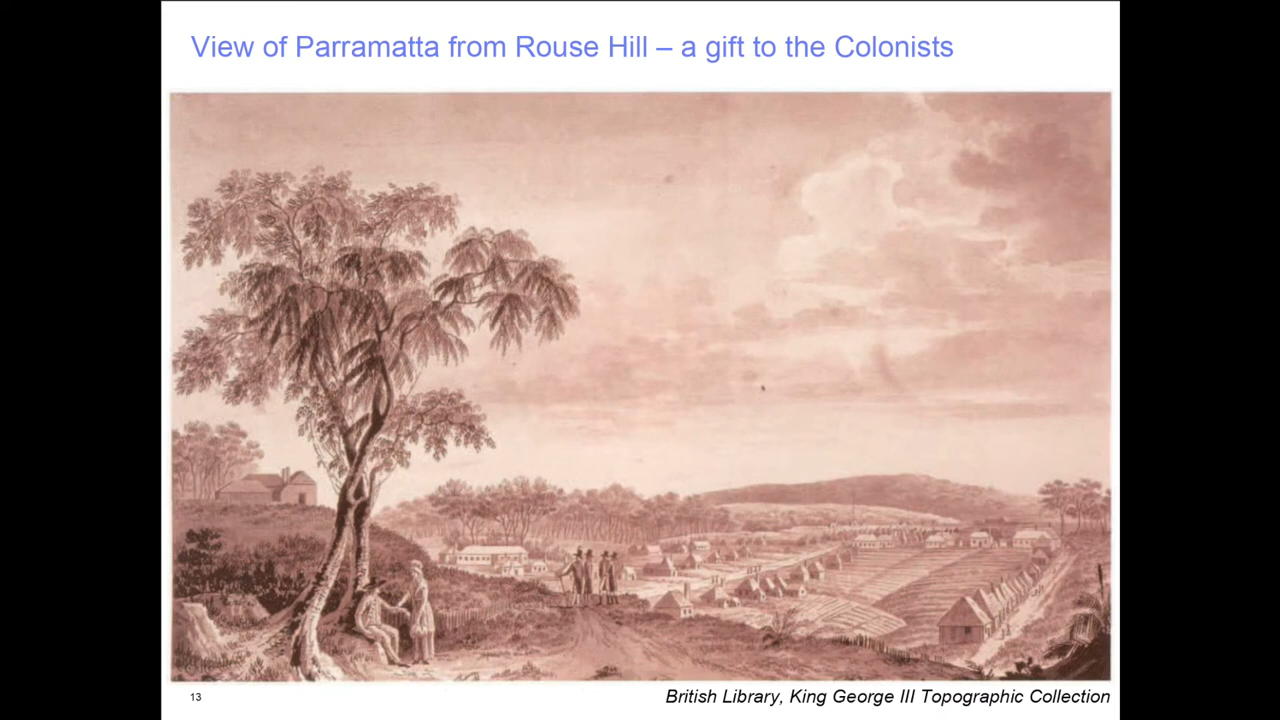 View of Parramatta from Rouse Hill – a gift to the Colonists
13
British Library, King George III Topographic Collection